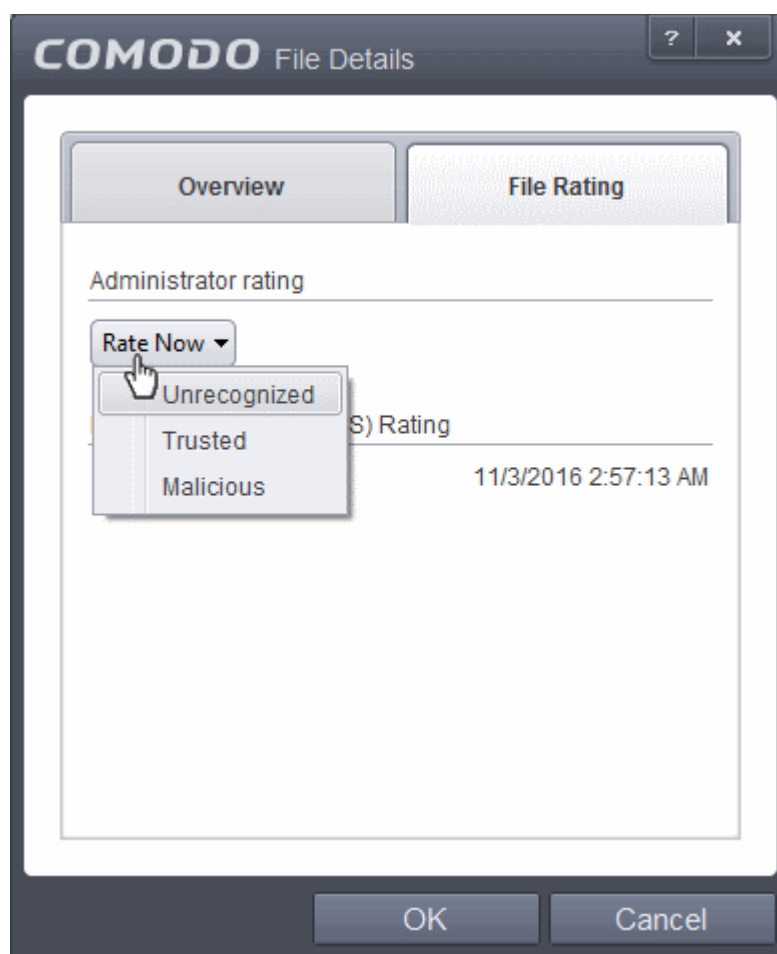 COMODO File Details
? ×
Overview File Rating
Administrator rating
Rate Now
Unrecognized
S) Rating
Trusted
11/3/2016 2:57:13 AM
Malicious
OK Cancel